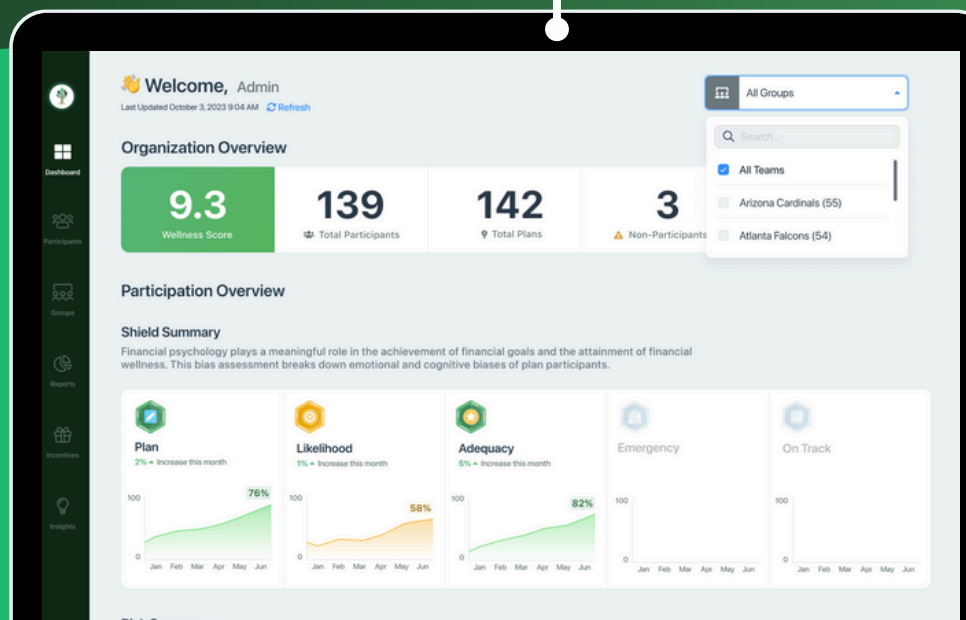 👋 Welcome, Admin
Last Updated October 3, 2023 9:04 AM Refresh
All Groups
Search...
All Teams
Arizona Cardinals (55)
Atlanta Falcons (54)
Dashboard
Participants
Groups
Reports
Incentives
Insights
Organization Overview
9.3
Wellness Score
139
Total Participants
142
Total Plans
3
Non-Participants
Participation Overview
Shield Summary
Financial psychology plays a meaningful role in the achievement of financial goals and the attainment of financial
wellness. This bias assessment breaks down emotional and cognitive biases of plan participants.
Plan
2% Increase this month
76%
100
0
Jan Feb Mar Apr May Jun
Likelihood
1% Increase this month
58%
100
0
Jan Feb Mar Apr May Jun
Adequacy
5% Increase this month
82%
100
0
Jan Feb Mar Apr May Jun
Emergency
100
0
Jan Feb Mar Apr May Jun
On Track
100
0
Jan Feb Mar Apr May Jun